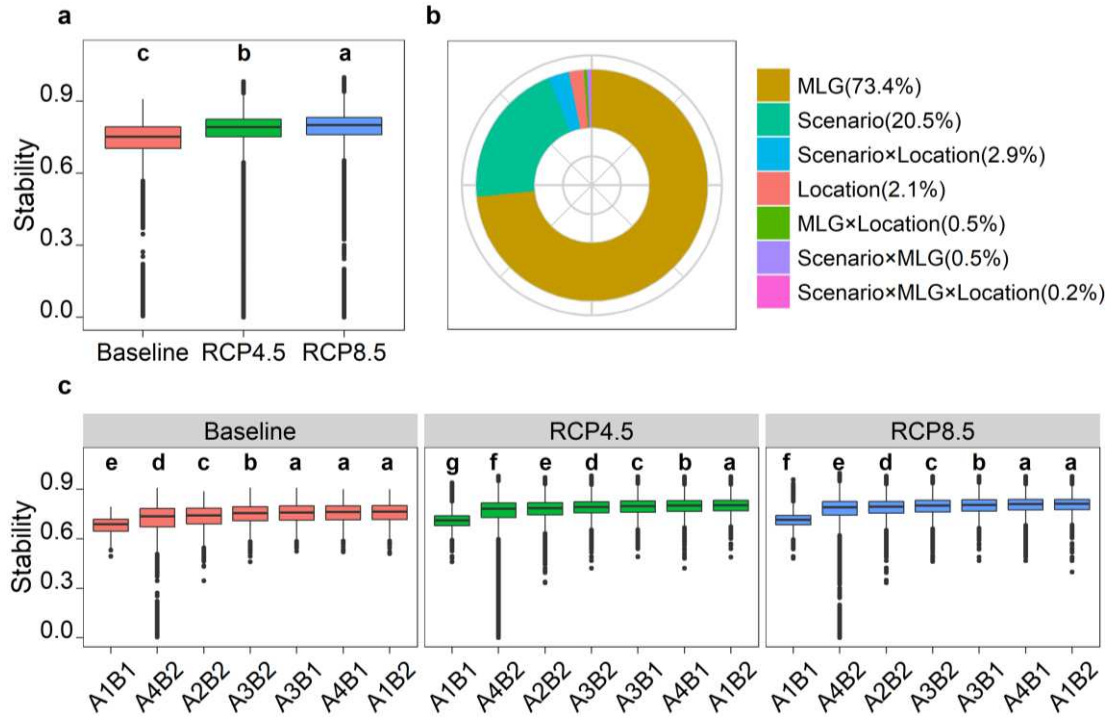 a
c b a
Stability
0.9
0.6
0.3
0.0
Baseline RCP4.5 RCP8.5
b
MLG(73.4%)
Scenario(20.5%)
Scenario×Location(2.9%)
Location(2.1%)
MLG×Location(0.5%)
Scenario×MLG(0.5%)
Scenario×MLG×Location(0.2%)
c
Baseline RCP4.5 RCP8.5
e d c b a a a g f e d c b a f e d c b a a
Stability
0.9
0.6
0.3
0.0
A1B1 A4B2 A2B2 A3B2 A3B1 A4B1 A1B2 A1B1 A4B2 A2B2 A3B2 A3B1 A4B1 A1B2 A1B1 A4B2 A2B2 A3B2 A3B1 A4B1 A1B2